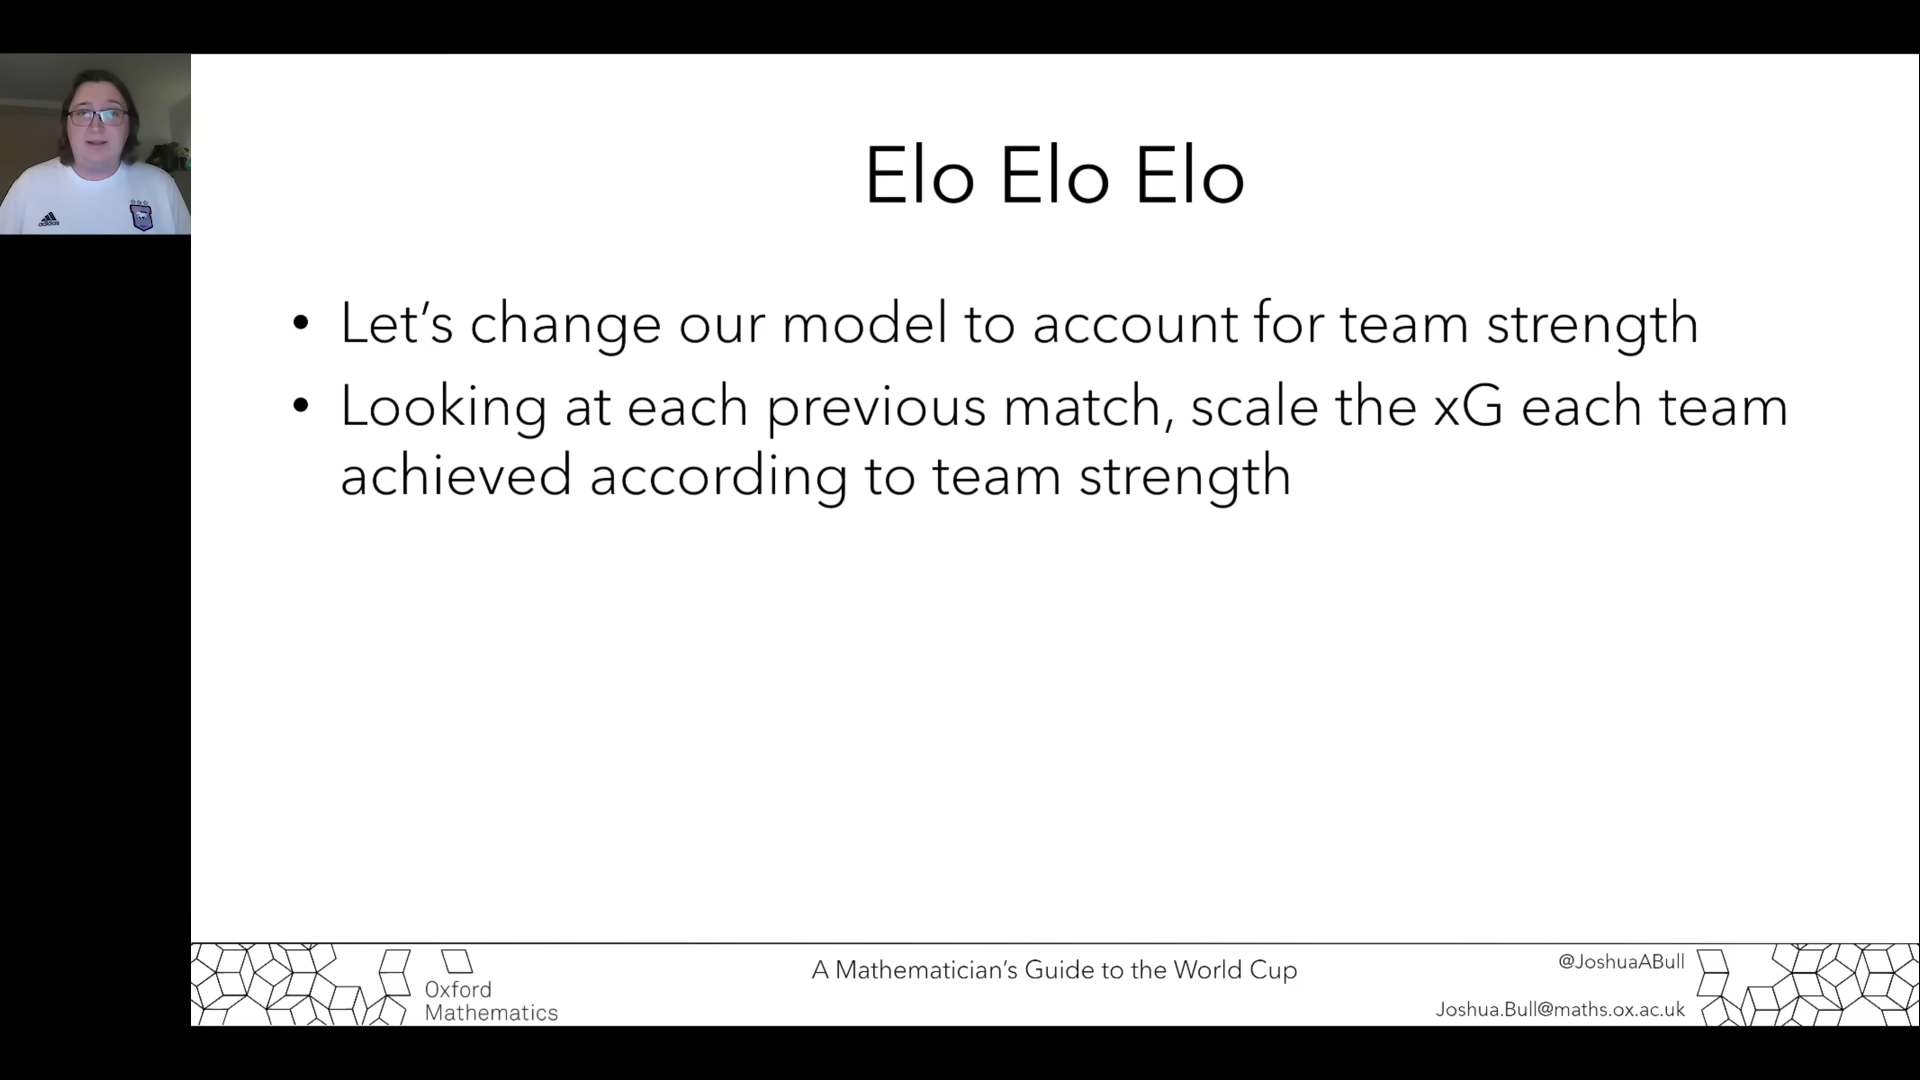 Elo Elo Elo
• Let’s change our model to account for team strength
• Looking at each previous match, scale the xG each team
achieved according to team strength
Oxford
Mathematics
A Mathematician’s Guide to the World Cup
@JoshuaABull
Joshua.Bull@maths.ox.ac.uk